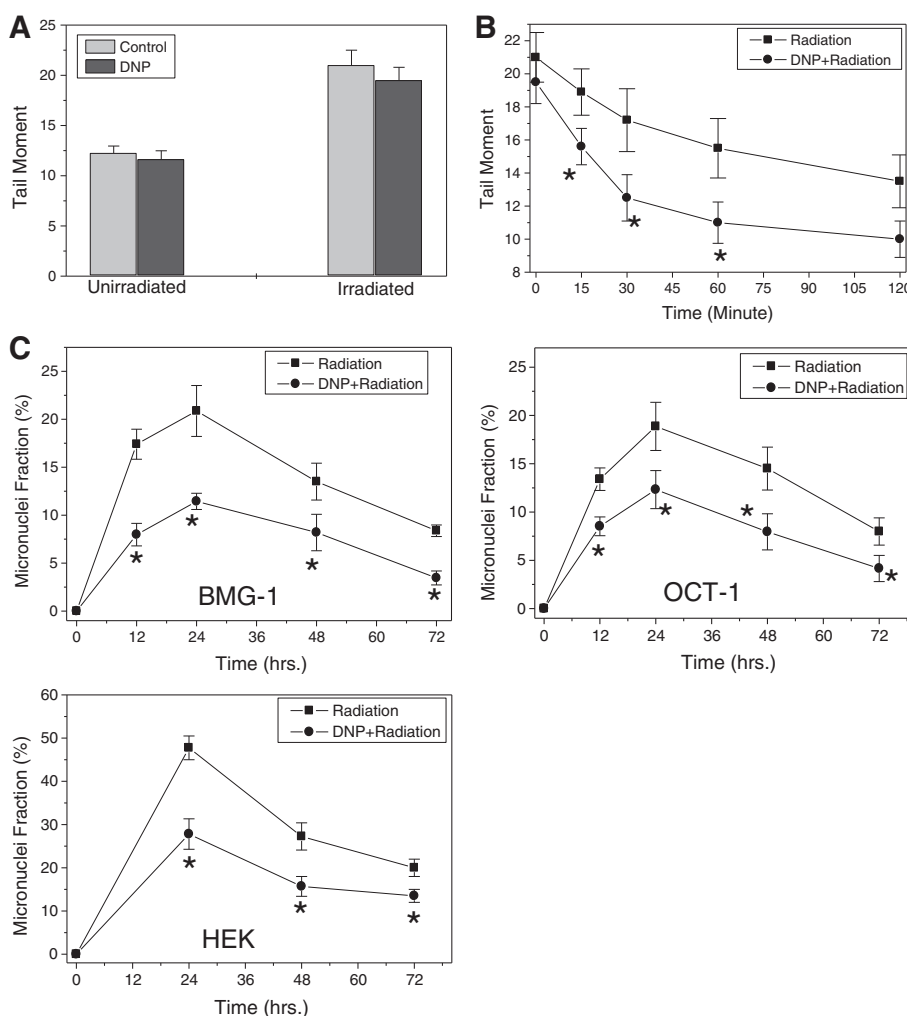 A
Control
DNP
Tail Moment
25
20
15
10
5
0
Unirradiated
Irradiated
B
Radiation
DNP+Radiation
Tail Moment
22
20
18
16
14
12
10
8
*
*
*
0 15 30 45 60 75 90 105 120
Time (Minute)
C
Radiation
DNP+Radiation
Micronuclei Fraction (%)
25
20
15
10
5
0
*
*
*
*
BMG-1
0 12 24 36 48 60 72
Time (hrs.)
Radiation
DNP+Radiation
Micronuclei Fraction (%)
25
20
15
10
5
0
*
*
*
*
OCT-1
0 12 24 36 48 60 72
Time (hrs.)
Radiation
DNP+Radiation
Micronuclei Fraction (%)
60
50
40
30
20
10
0
*
*
*
HEK
0 12 24 36 48 60 72
Time (hrs.)